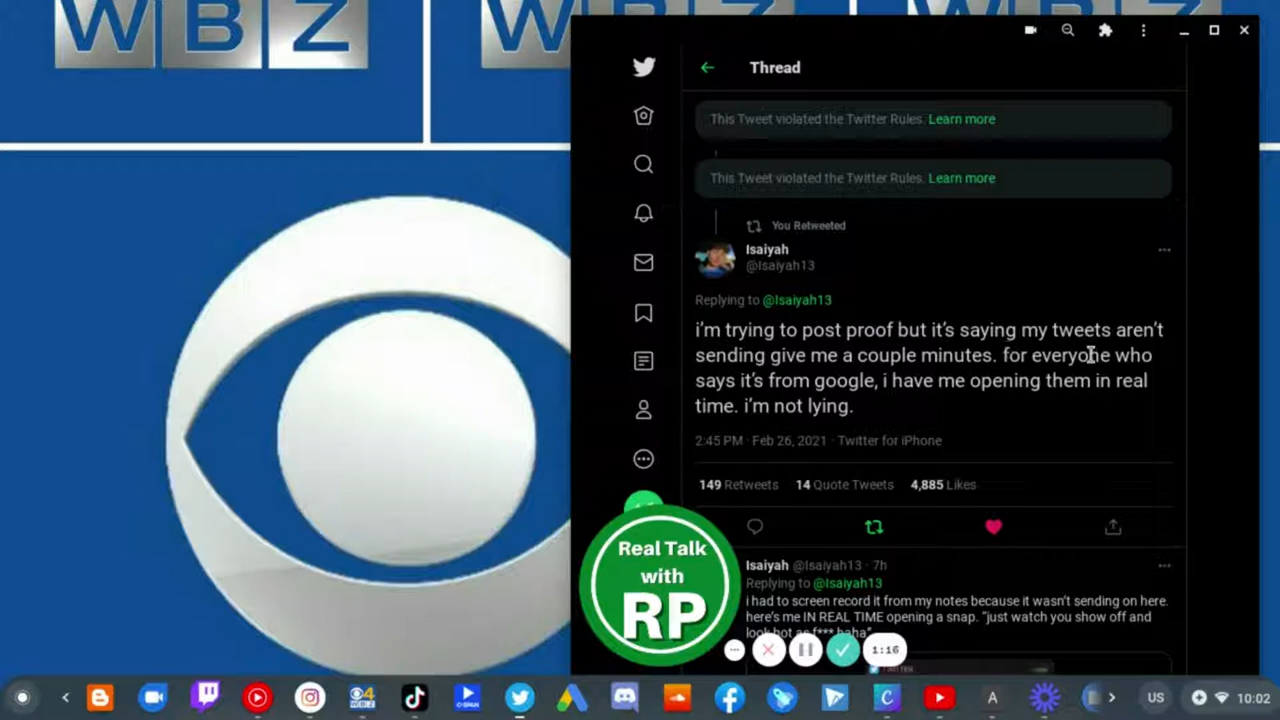 WBZ
Thread
This Tweet violated the Twitter Rules. Learn more
This Tweet violated the Twitter Rules. Learn more
You Retweeted
Isaiyah
@Isaiyah13
Replying to @Isaiyah13
i'm trying to post proof but it's saying my tweets aren't
sending give me a couple minutes. for everyone who
says it's from google, i have me opening them in real
time. i'm not lying.
2:45 PM · Feb 26, 2021 · Twitter for iPhone
149 Retweets 14 Quote Tweets 4,885 Likes
Isaiyah @Isaiyah13 · 7h
Replying to @Isaiyah13
i had to screen record it from my notes because it wasn't sending on here.
here's me IN REAL TIME opening a snap. "just watch you show off and
look hot as f*** haha"
Real Talk
with
RP
1:16
4
WBZ
C-SPAN
C
A
US
10:02